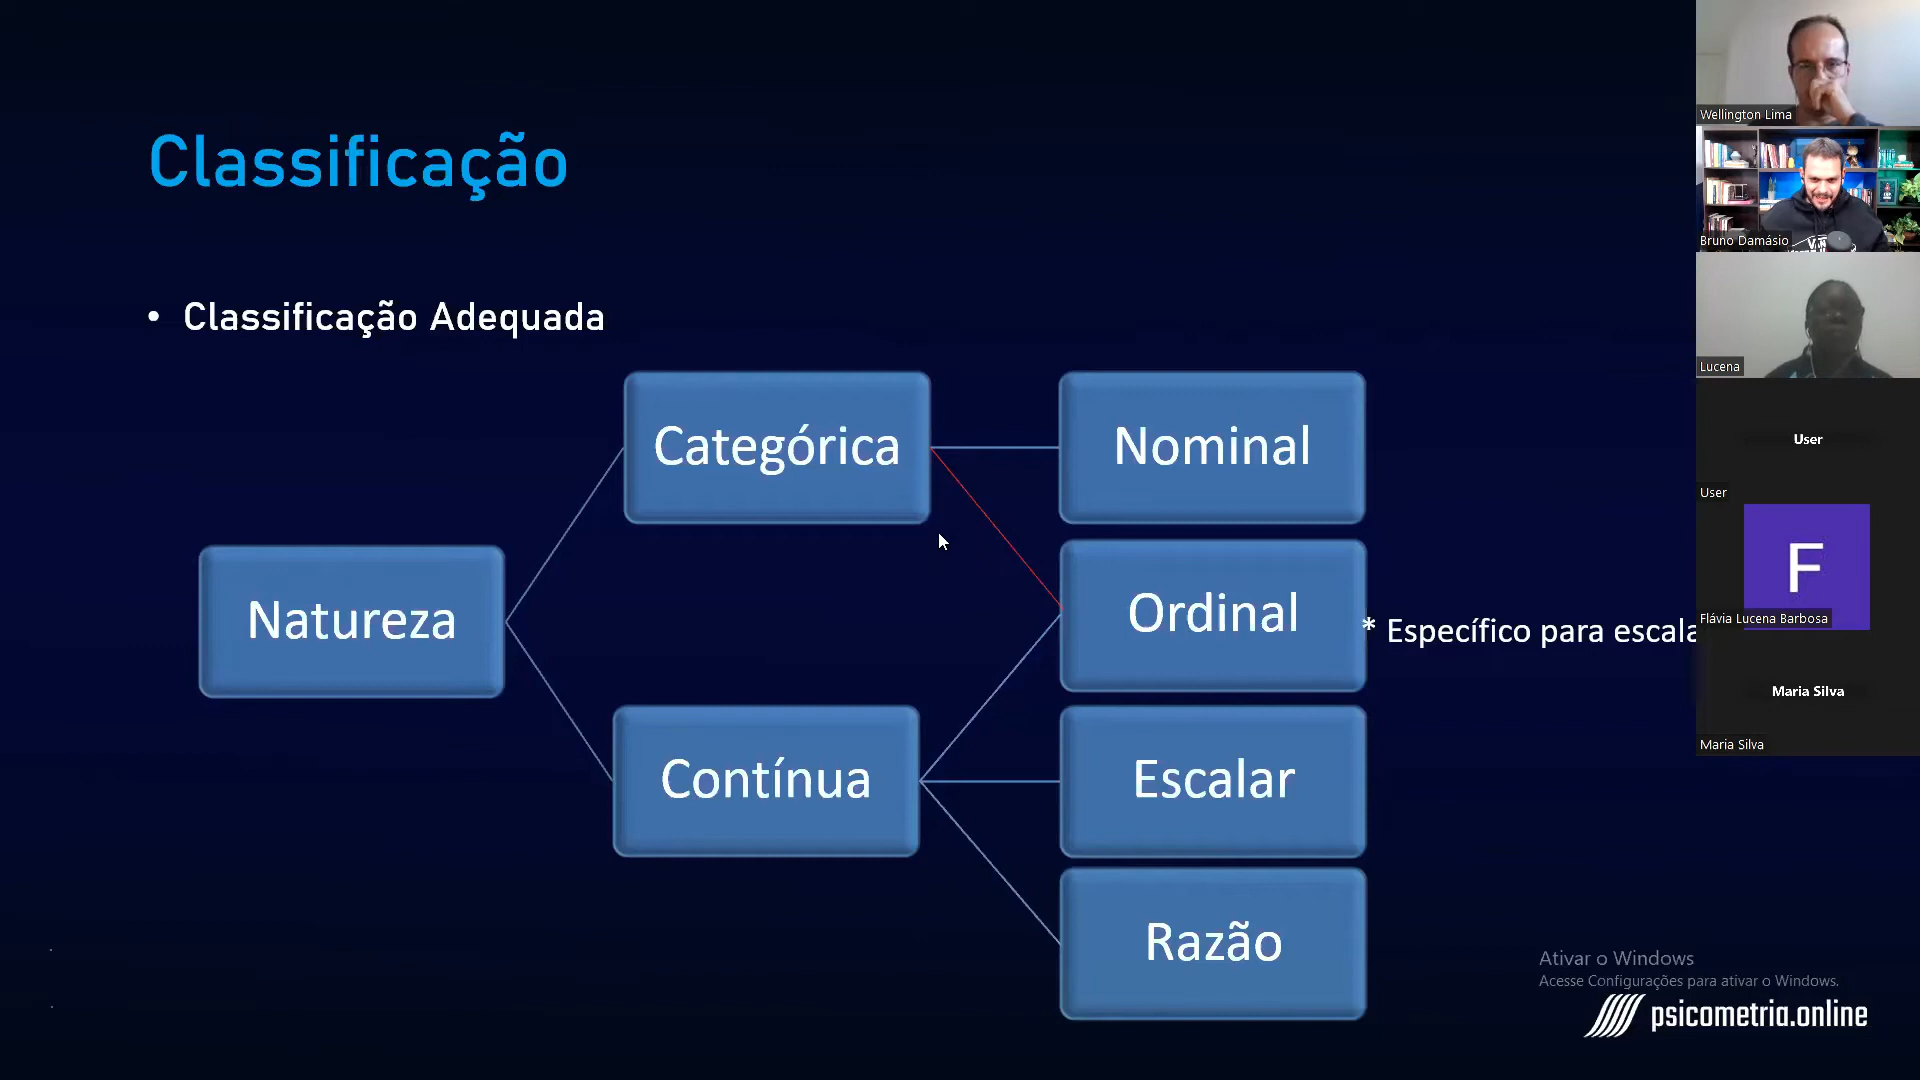 Classificação
• Classificação Adequada
Categórica
Nominal
Natureza
Ordinal
* Específico para escala
Contínua
Escalar
Razão
Wellington Lima
Bruno Damásio
Lucena
User
User
F
Flávia Lucena Barbosa
Maria Silva
Maria Silva
Ativar o Windows
Acesse Configurações para ativar o Windows.
psicometria.online